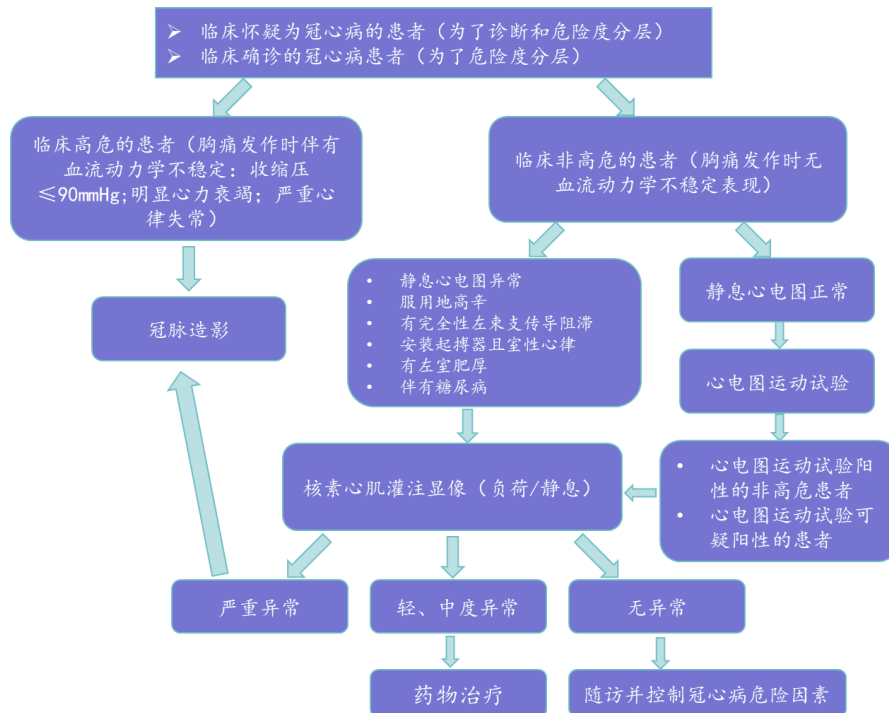 ➢ 临床怀疑为冠心病的患者（为了诊断和危险度分层）
➢ 临床确诊的冠心病患者（为了危险度分层）
临床高危的患者（胸痛发作时伴有
血流动力学不稳定：收缩压
≤90mmHg;明显心力衰竭；严重心
律失常）
临床非高危的患者（胸痛发作时无
血流动力学不稳定表现）
冠脉造影
• 静息心电图异常
• 服用地高辛
• 有完全性左束支传导阻滞
• 安装起搏器且室性心律
• 有左室肥厚
• 伴有糖尿病
静息心电图正常
心电图运动试验
核素心肌灌注显像（负荷/静息）
• 心电图运动试验阳
性的非高危患者
• 心电图运动试验可
疑阳性的患者
严重异常
轻、中度异常
无异常
药物治疗
随访并控制冠心病危险因素